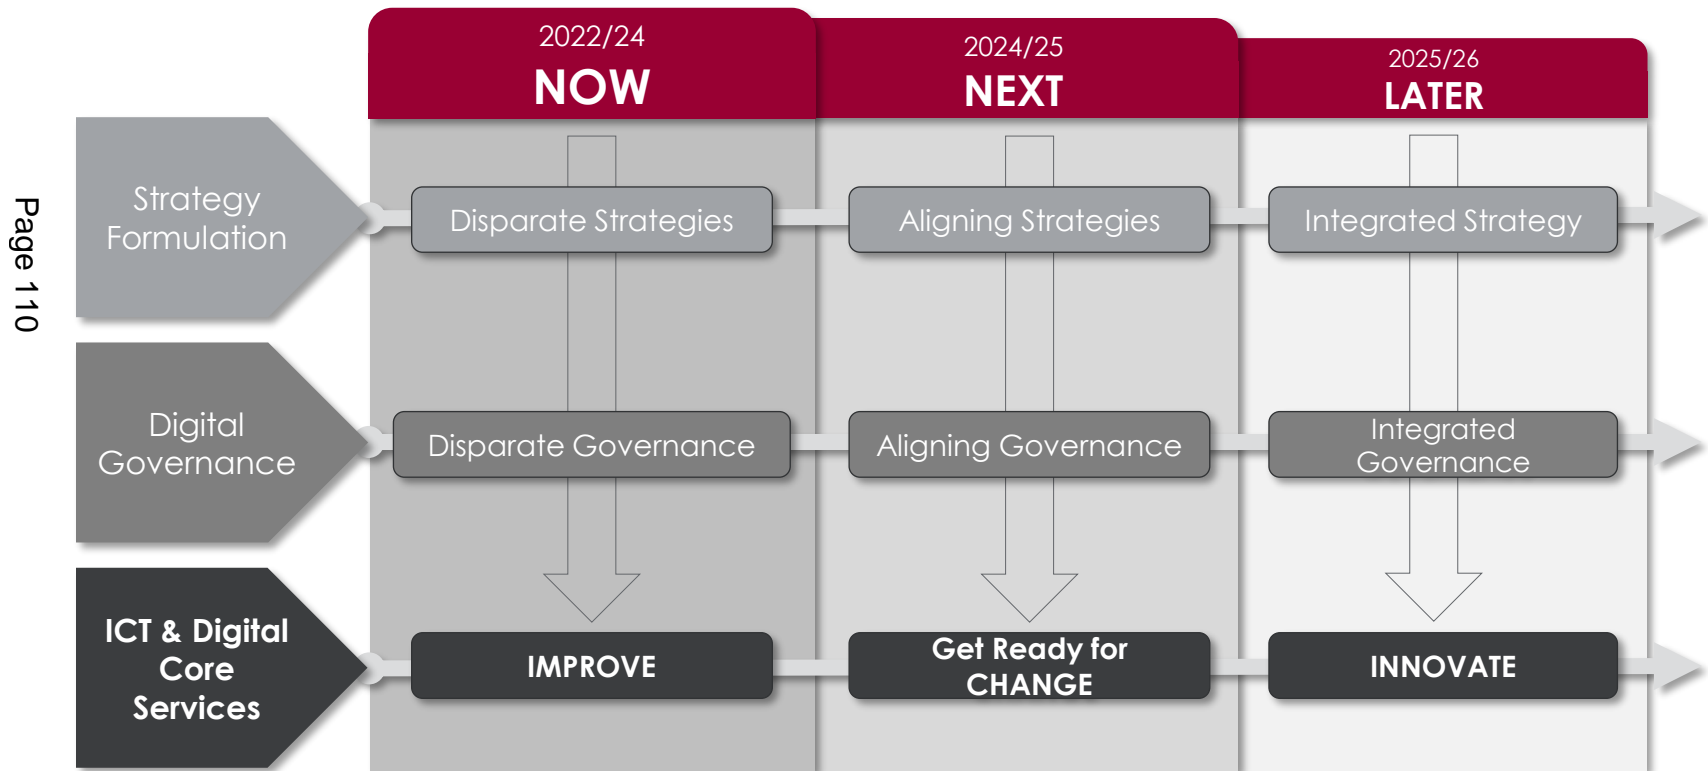 2022/24
NOW
2024/25
NEXT
2025/26
LATER
Strategy
Formulation
Disparate Strategies
Aligning Strategies
Integrated Strategy
Page 110
Digital
Governance
Disparate Governance
Aligning Governance
Integrated
Governance
ICT & Digital
Core
Services
IMPROVE
Get Ready for
CHANGE
INNOVATE